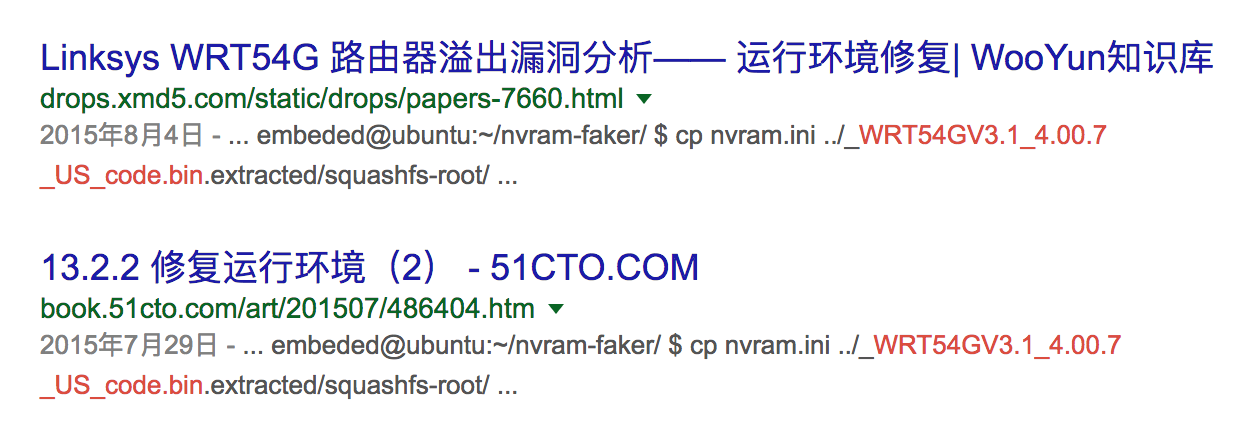 Linksys WRT54G 路由器溢出漏洞分析—— 运行环境修复| WooYun知识库
drops.xmd5.com/static/drops/papers-7660.html
2015年8月4日 - ... embeded@ubuntu:~/nvram-faker/ $ cp nvram.ini ../_WRT54GV3.1_4.00.7
_US_code.bin.extracted/squashfs-root/ ...
13.2.2 修复运行环境（2） - 51CTO.COM
book.51cto.com/art/201507/486404.htm
2015年7月29日 - ... embeded@ubuntu:~/nvram-faker/ $ cp nvram.ini ../_WRT54GV3.1_4.00.7
_US_code.bin.extracted/squashfs-root/ ...